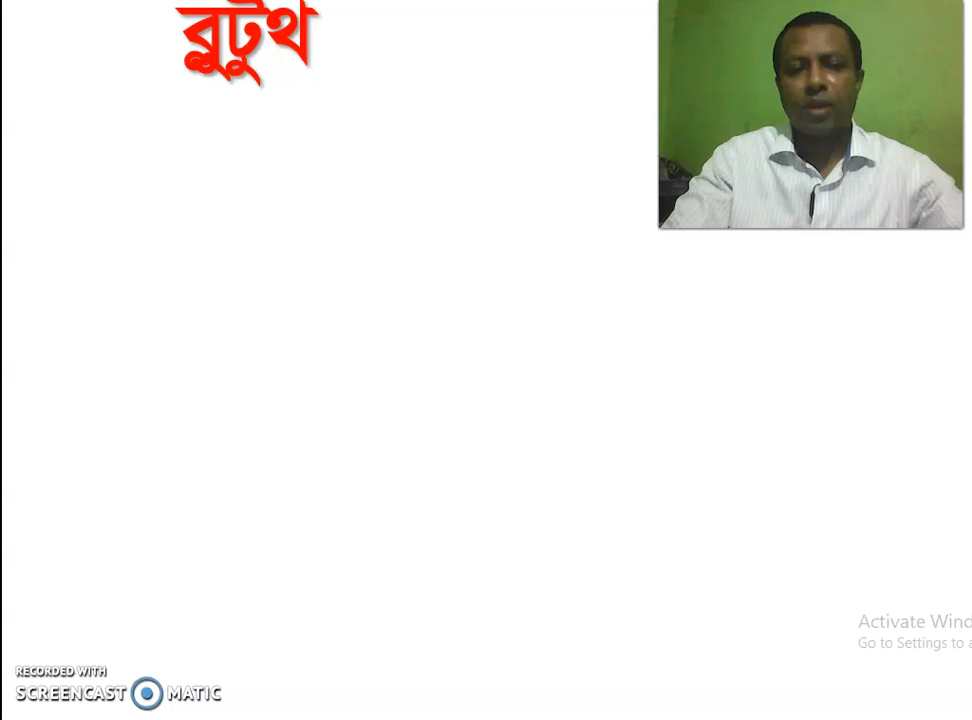 ব্লুটুথ
Activate Wind
Go to Settings to a
RECORDED WITH
SCREENCAST MATIC